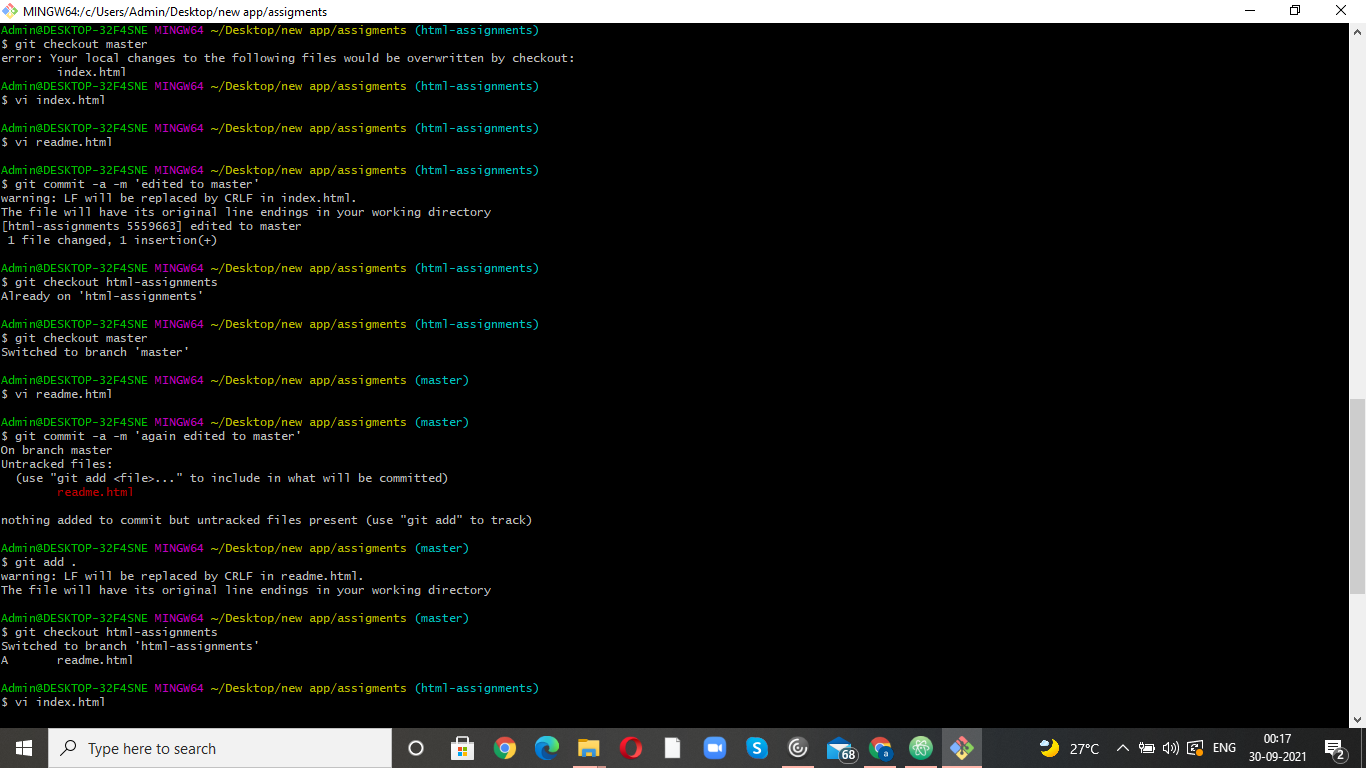 MINGW64:/c/Users/Admin/Desktop/new app/assigments
Admin@DESKTOP-32F4SNE MINGW64 ~/Desktop/new app/assigments (html-assignments)
$ git checkout master
error: Your local changes to the following files would be overwritten by checkout:
index.html
Admin@DESKTOP-32F4SNE MINGW64 ~/Desktop/new app/assigments (html-assignments)
$ vi index.html
Admin@DESKTOP-32F4SNE MINGW64 ~/Desktop/new app/assigments (html-assignments)
$ vi readme.html
Admin@DESKTOP-32F4SNE MINGW64 ~/Desktop/new app/assigments (html-assignments)
$ git commit -a -m 'edited to master'
warning: LF will be replaced by CRLF in index.html.
The file will have its original line endings in your working directory
[html-assignments 5559663] edited to master
1 file changed, 1 insertion(+)
Admin@DESKTOP-32F4SNE MINGW64 ~/Desktop/new app/assigments (html-assignments)
$ git checkout html-assignments
Already on 'html-assignments'
Admin@DESKTOP-32F4SNE MINGW64 ~/Desktop/new app/assigments (html-assignments)
$ git checkout master
Switched to branch 'master'
Admin@DESKTOP-32F4SNE MINGW64 ~/Desktop/new app/assigments (master)
$ vi readme.html
Admin@DESKTOP-32F4SNE MINGW64 ~/Desktop/new app/assigments (master)
$ git commit -a -m 'again edited to master'
On branch master
Untracked files:
(use "git add <file>..." to include in what will be committed)
readme.html
nothing added to commit but untracked files present (use "git add" to track)
Admin@DESKTOP-32F4SNE MINGW64 ~/Desktop/new app/assigments (master)
$ git add .
warning: LF will be replaced by CRLF in readme.html.
The file will have its original line endings in your working directory
Admin@DESKTOP-32F4SNE MINGW64 ~/Desktop/new app/assigments (master)
$ git checkout html-assignments
Switched to branch 'html-assignments'
A readme.html
Admin@DESKTOP-32F4SNE MINGW64 ~/Desktop/new app/assigments (html-assignments)
$ vi index.html
Type here to search
S
68
a
27°C
ENG
00:17
30-09-2021
2